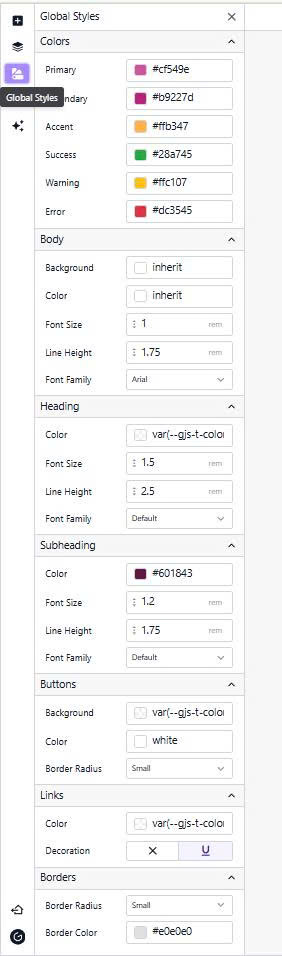 Global Styles
Colors
Primary #cf549e
Global Styles
ndary #b9227d
Accent #ffb347
Success #28a745
Warning #ffc107
Error #dc3545
Body
Background inherit
Color inherit
Font Size 1 rem
Line Height 1.75
Font Family Arial
Heading
Color var(--gjs-t-color
Font Size 1.5 rem
Line Height 2.5
Font Family Default
Subheading
Color #601843
Font Size 1.2 rem
Line Height 1.75
Font Family Default
Buttons
Background var(--gjs-t-color
Color white
Border Radius Small
Links
Color var(--gjs-t-color
Decoration U
Borders
Border Radius Small
Border Color #e0e0e0